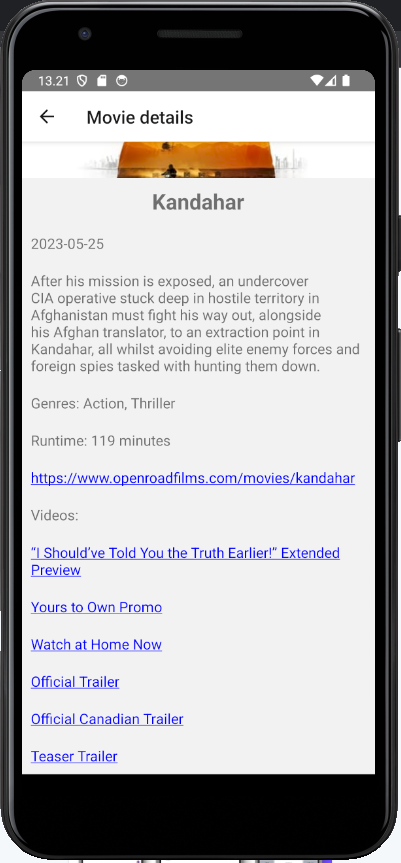 13.21
Movie details
Kandahar
2023-05-25
After his mission is exposed, an undercover
CIA operative stuck deep in hostile territory in
Afghanistan must fight his way out, alongside
his Afghan translator, to an extraction point in
Kandahar, all whilst avoiding elite enemy forces and
foreign spies tasked with hunting them down.
Genres: Action, Thriller
Runtime: 119 minutes
https://www.openroadfilms.com/movies/kandahar
Videos:
“I Should’ve Told You the Truth Earlier!” Extended
Preview
Yours to Own Promo
Watch at Home Now
Official Trailer
Official Canadian Trailer
Teaser Trailer